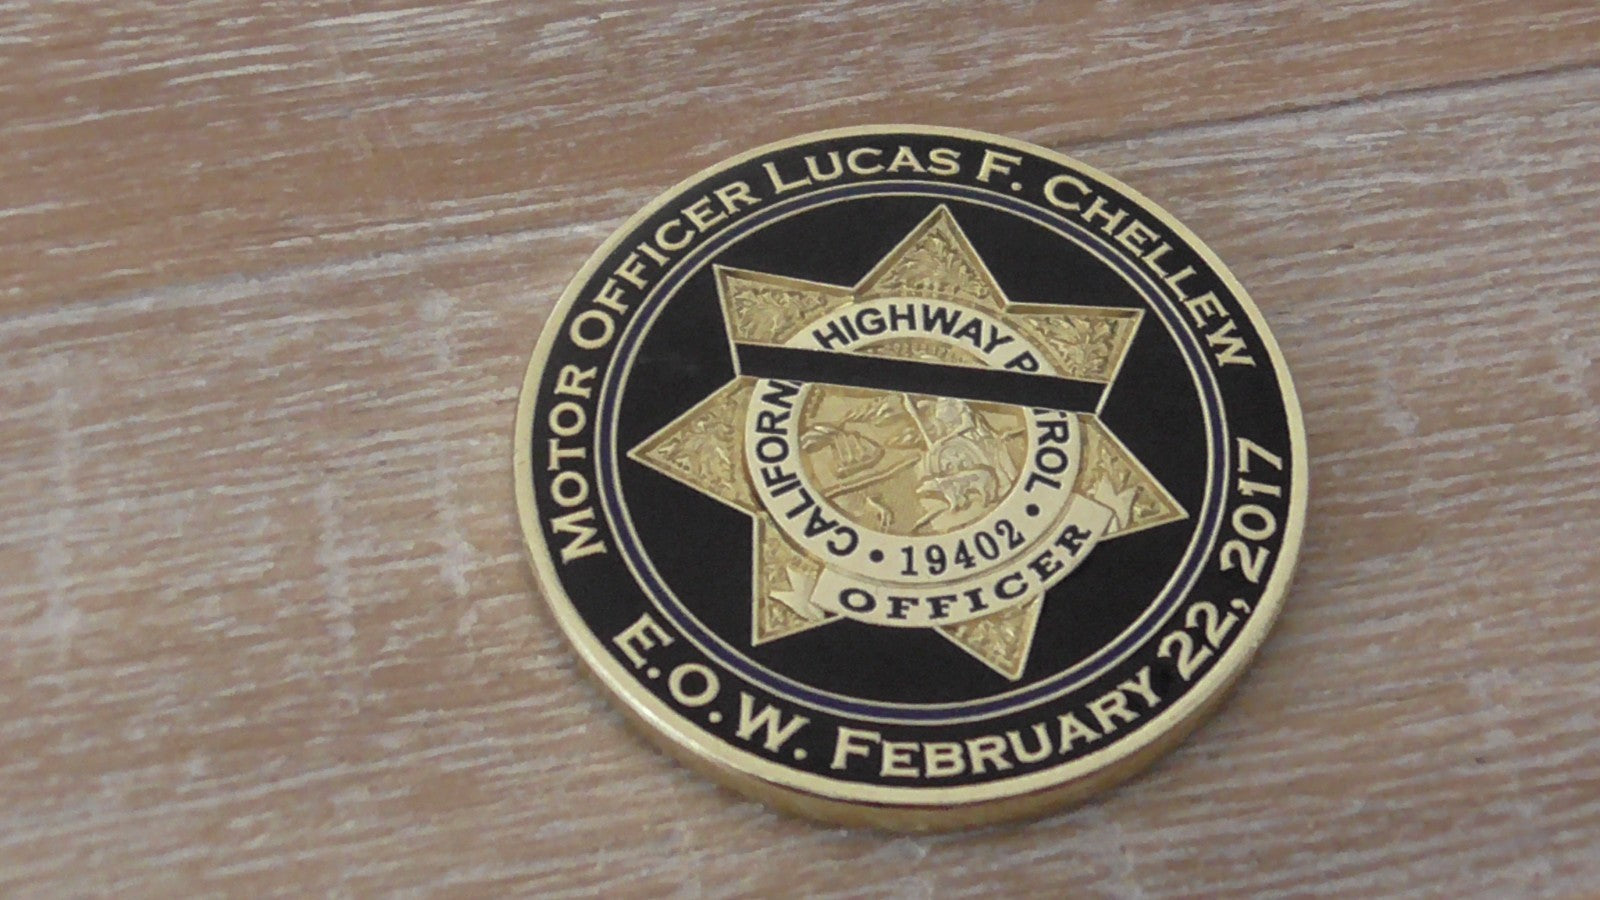 MOTOR OFFICER LUCAS F. CHELLEW
CALIFORNIA HIGHWAY PATROL
• 19402 •
OFFICER
E.O.W. FEBRUARY 22, 2017